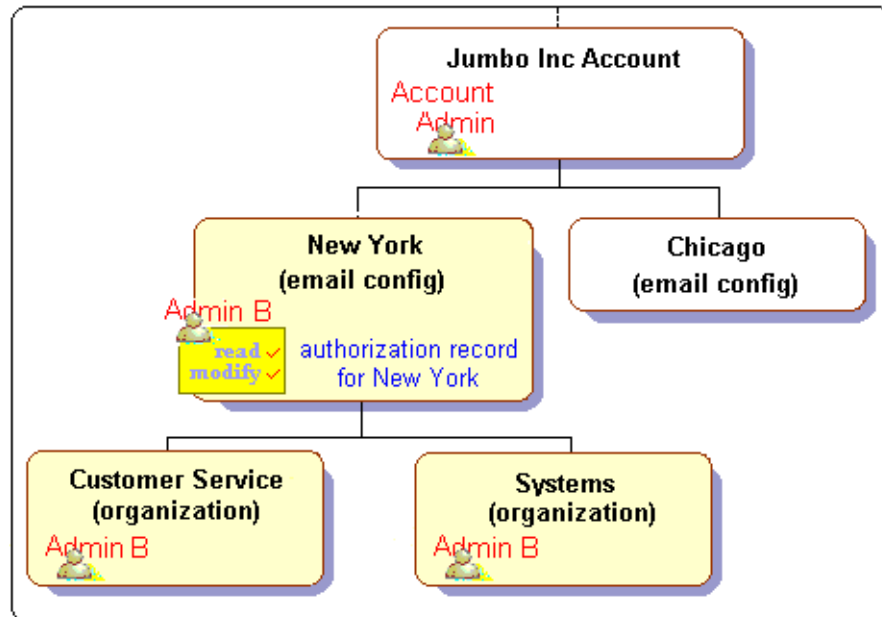 Jumbo Inc Account
Account
Admin
New York
(email config)
Chicago
(email config)
Admin B
read ✓
modify ✓
authorization record
for New York
Customer Service
(organization)
Admin B
Systems
(organization)
Admin B